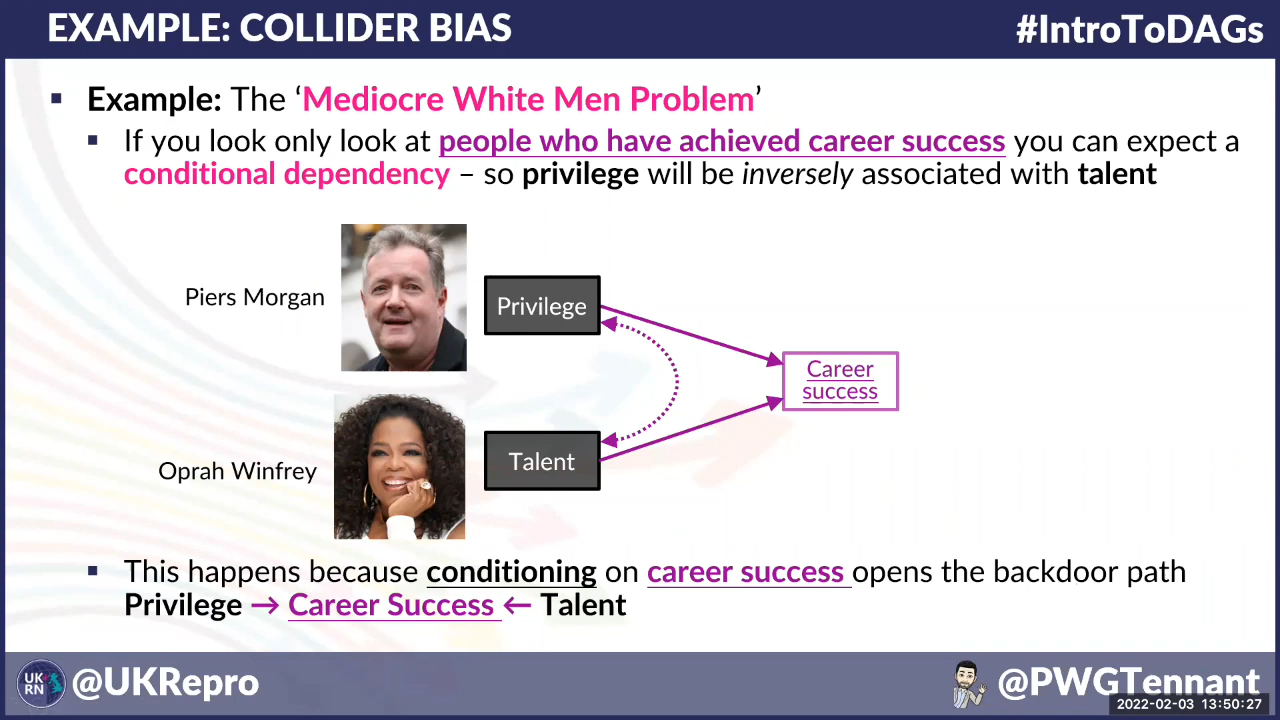 EXAMPLE: COLLIDER BIAS
#IntroToDAGs
▪ Example: The ‘Mediocre White Men Problem’
▪ If you look only look at people who have achieved career success you can expect a
conditional dependency – so privilege will be inversely associated with talent
Piers Morgan
Privilege
Career
success
Oprah Winfrey
Talent
▪ This happens because conditioning on career success opens the backdoor path
Privilege → Career Success ← Talent
UK
RN
@UKRepro
@PWGTennant
2022-02-03 13:50:27